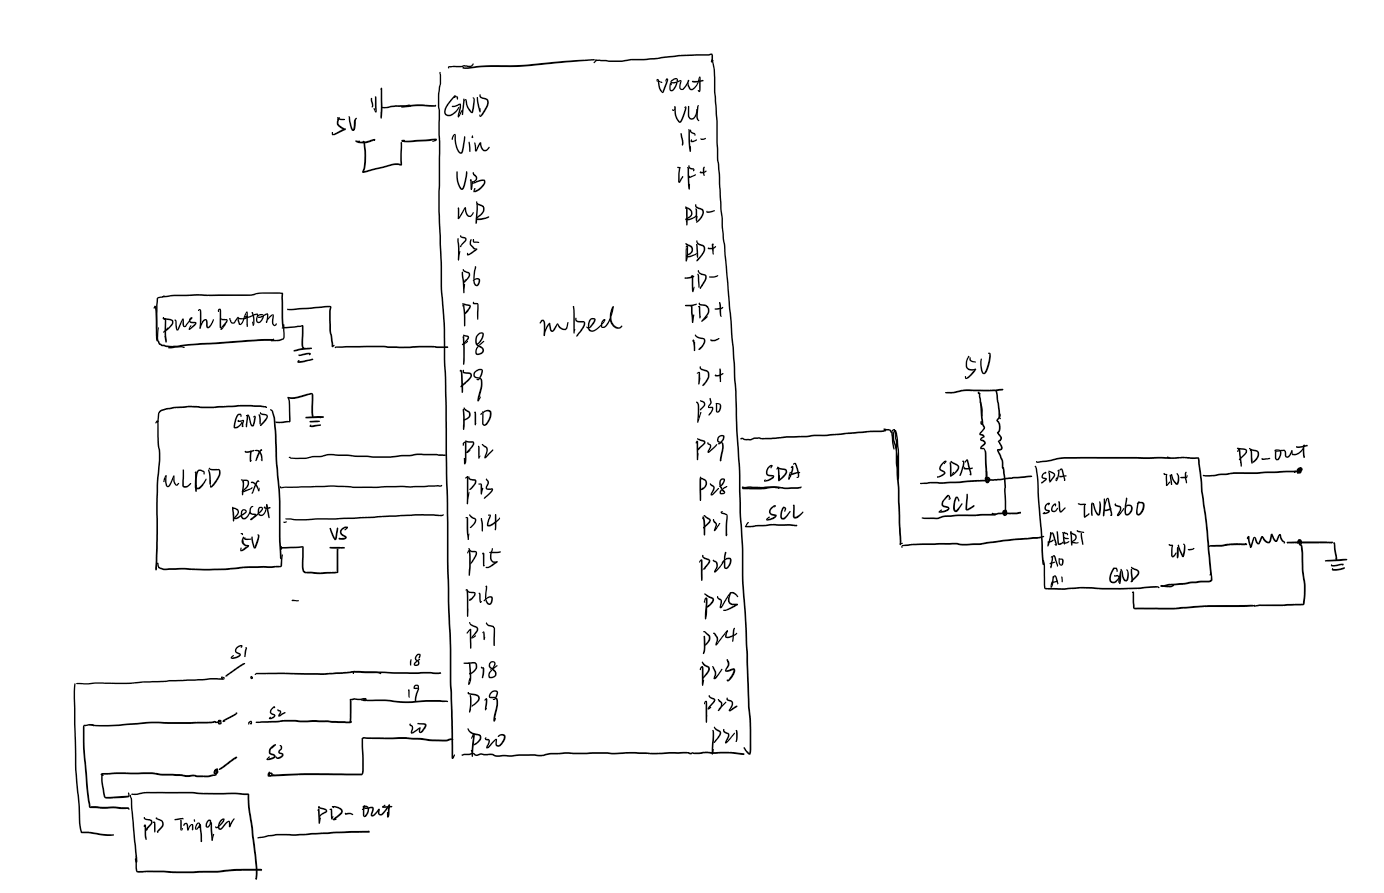 GND
5V
Vin
VB
nR
P5
P6
P7
P8
P9
P10
P12
P13
P14
P15
P16
P17
P18
P19
P20
mbed
Vout
VU
IF-
IF+
RD-
RD+
TD-
TD+
D-
D+
P30
P29
P28
P27
P26
P25
P24
P23
P22
P21
pushbutton
uLCD
GND
TX
RX
Reset
5V
VS
S1
18
S2
19
S3
20
PD Trigger
PD-out
SDA
SCL
5V
SDA
SCL
SDA
SCL
ALERT
A0
A1
INA260
GND
IN+
IN-
PD-out